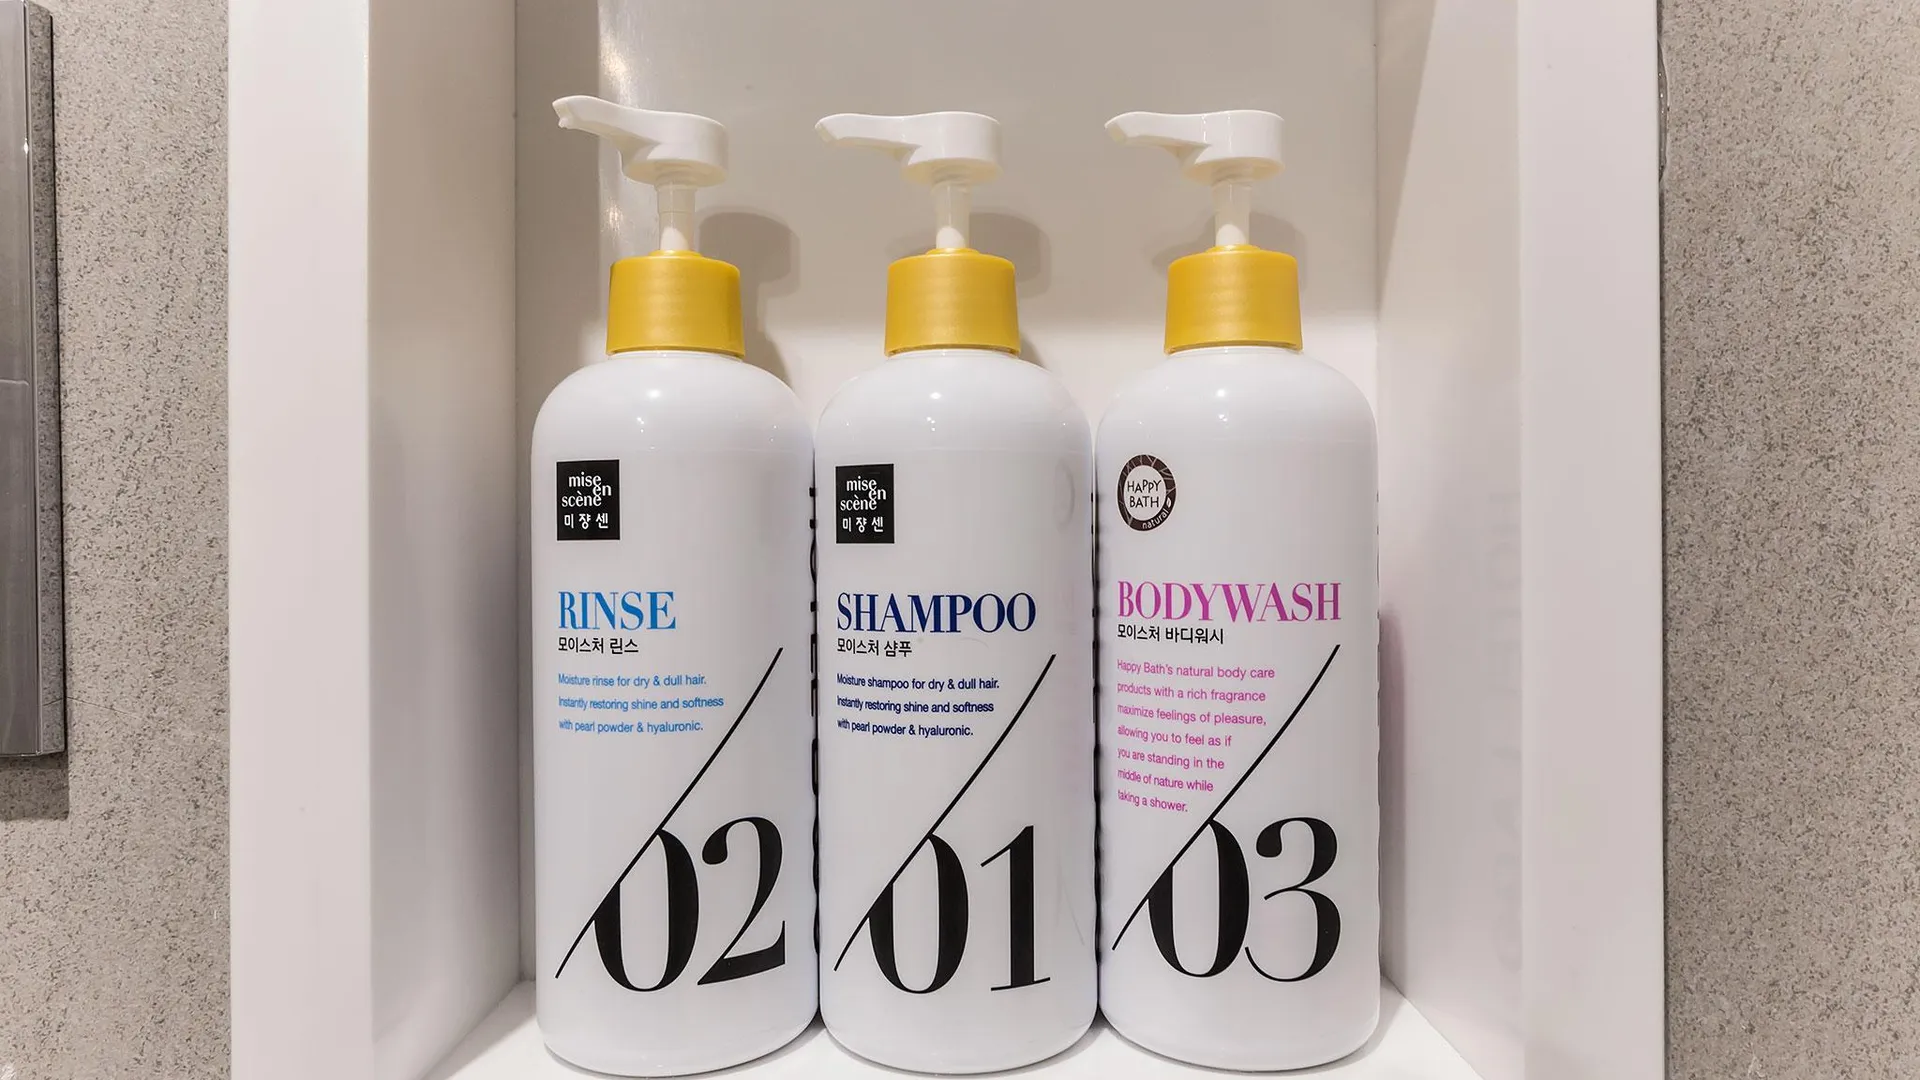 mise
en
scène
미쟝센
RINSE
모이스처 린스
Moisture rinse for dry & dull hair.
Instantly restoring shine and softness
with pearl powder & hyaluronic.
02
mise
en
scène
미쟝센
SHAMPOO
모이스처 샴푸
Moisture shampoo for dry & dull hair.
Instantly restoring shine and softness
with pearl powder & hyaluronic.
01
HAPPY
BATH
natural
BODYWASH
모이스처 바디워시
Happy Bath's natural body care
products with a rich fragrance
maximize feelings of pleasure,
allowing you to feel as if
you are standing in the
middle of nature while
taking a shower.
03